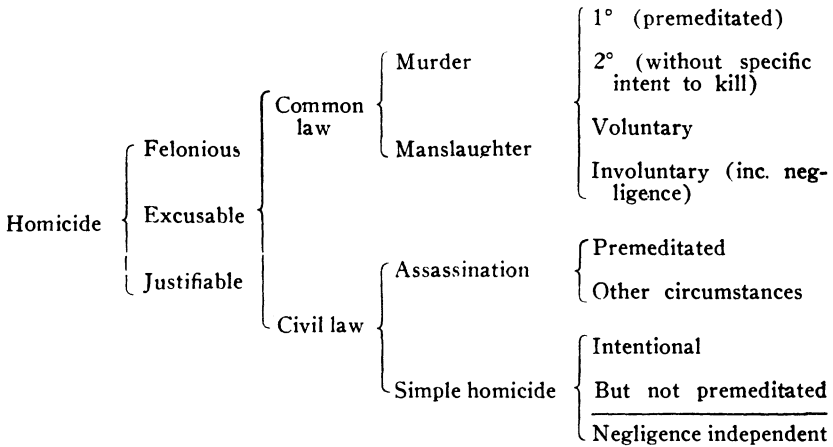 Homicide
Felonious
Excusable
Justifiable
Common
law
Civil law
Murder
Manslaughter
Assassination
Simple homicide
1° (premeditated)
2° (without specific
intent to kill)
Voluntary
Involuntary (inc. neg-
ligence)
Premeditated
Other circumstances
Intentional
But not premeditated
Negligence independent